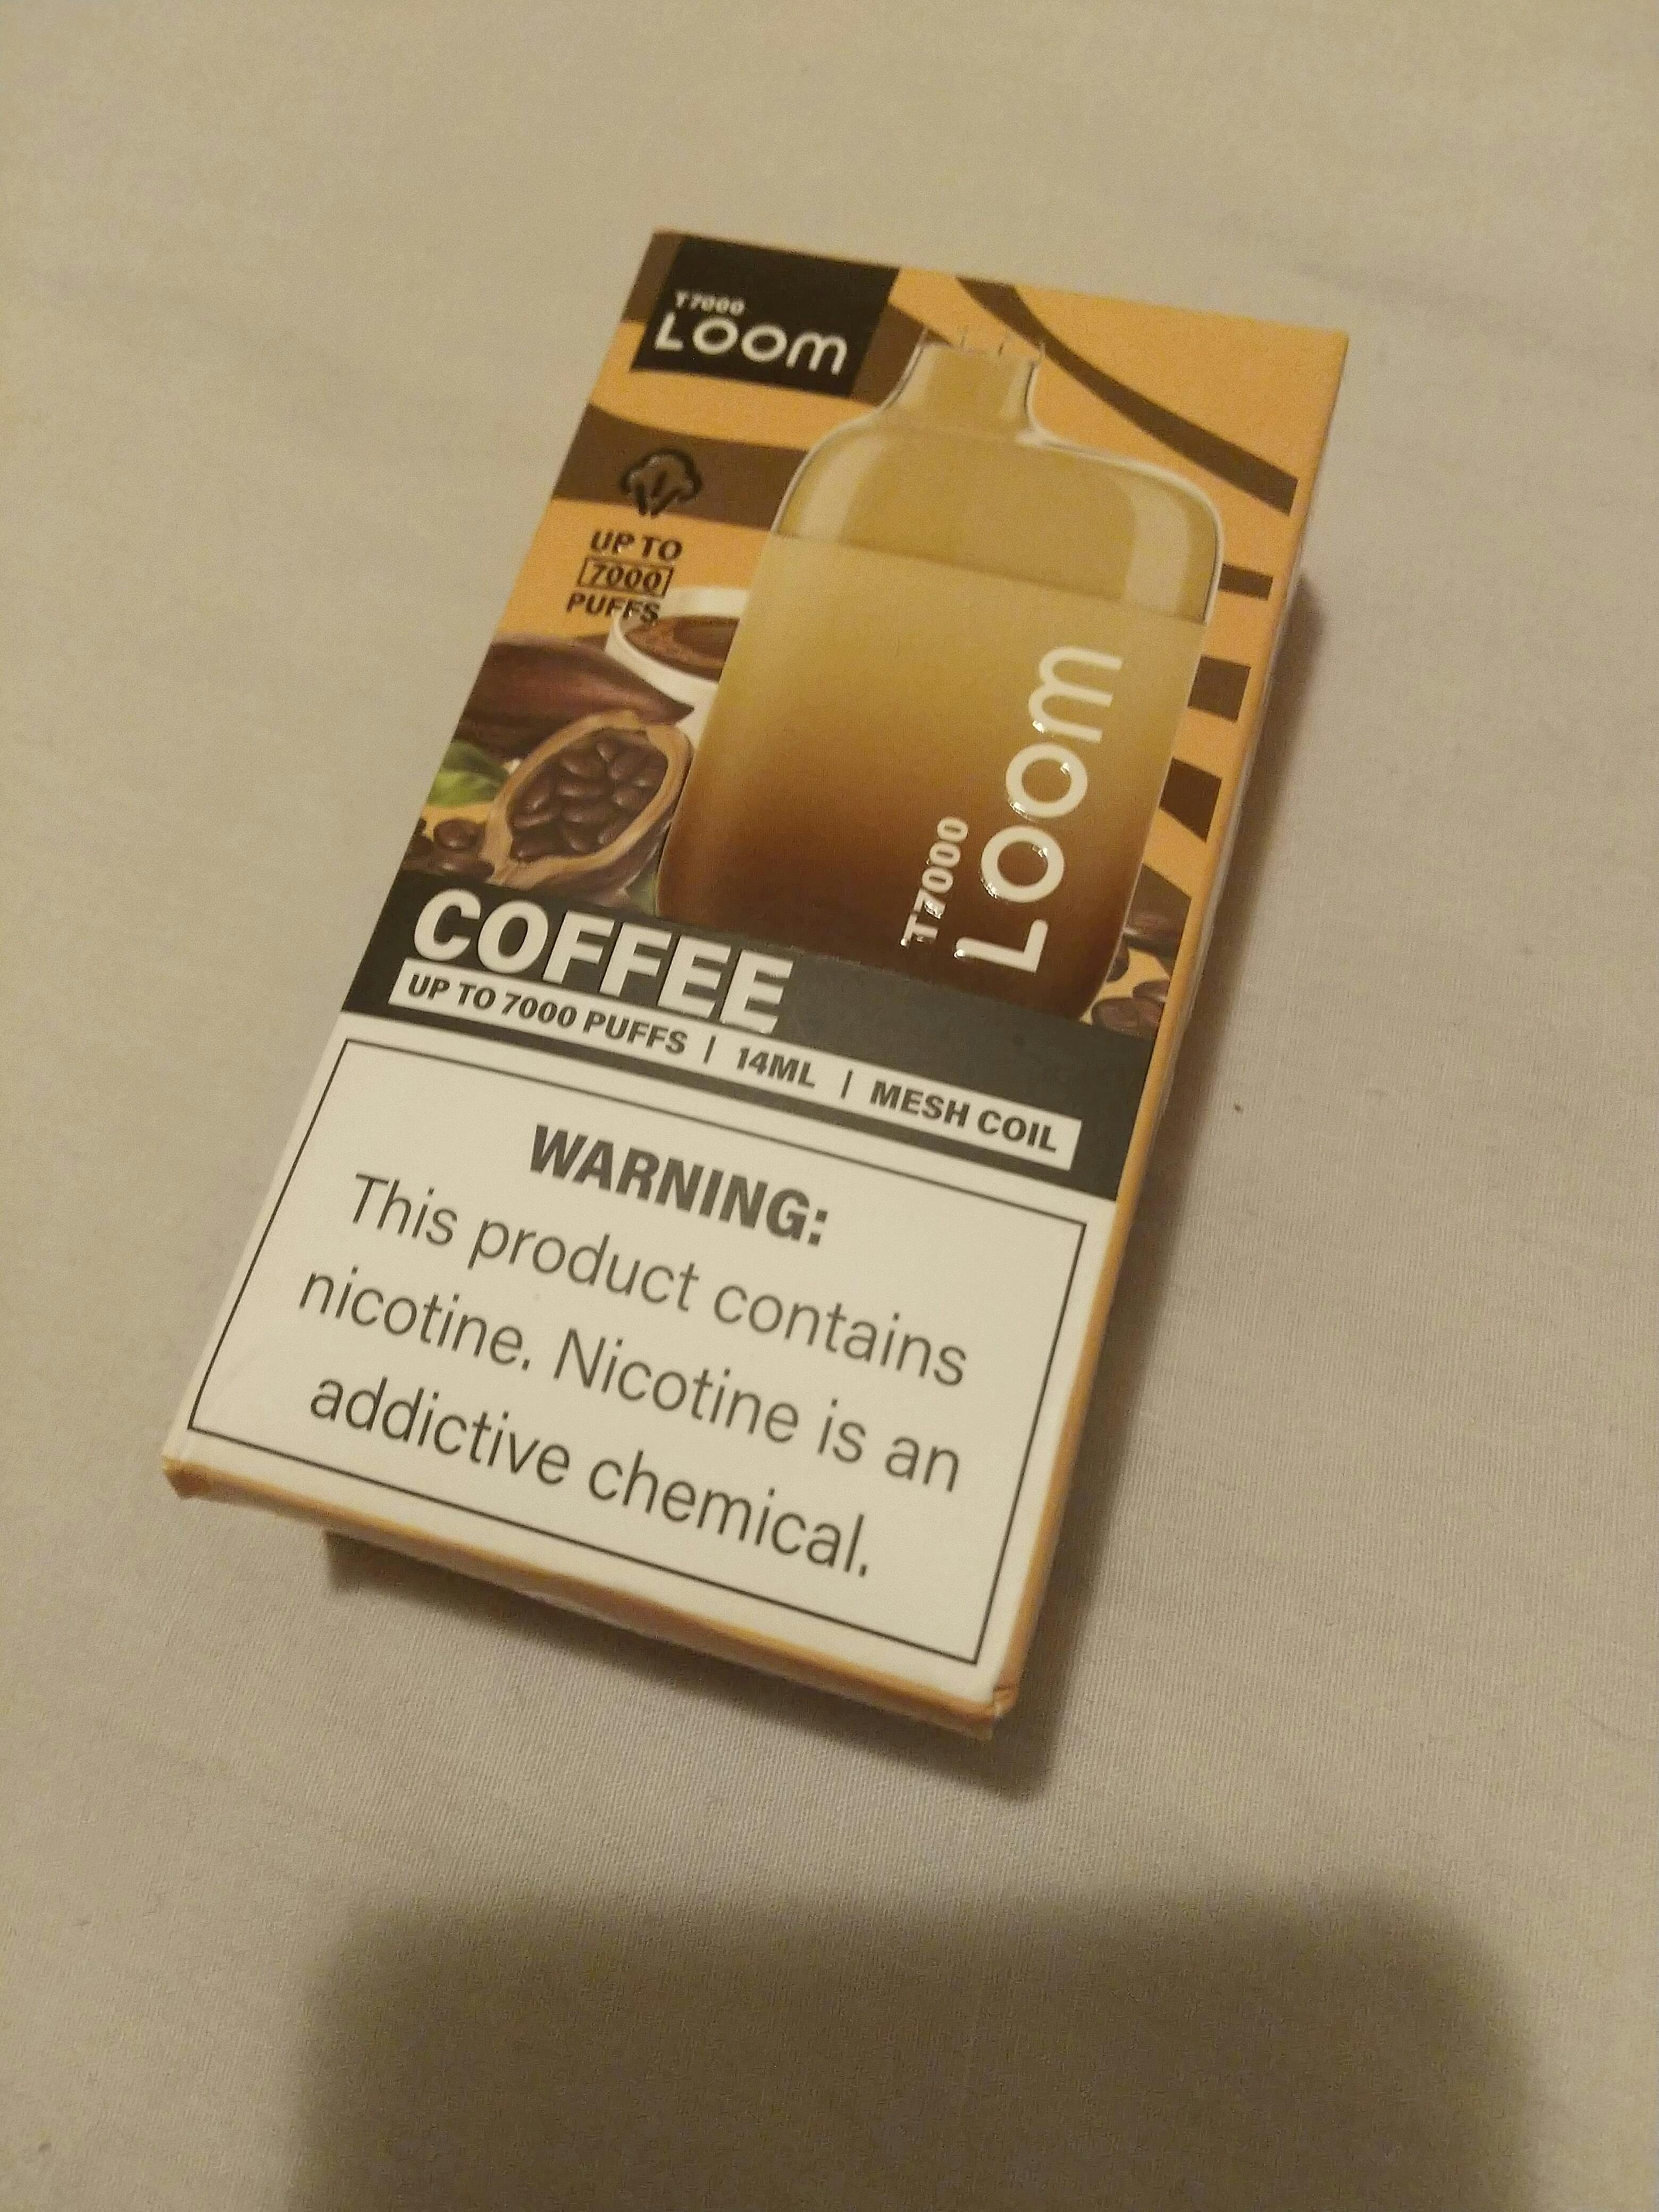 T7000
LOOM
UP TO
7000
PUFFS
T7000
LOOM
COFFEE
UP TO 7000 PUFFS | 14ML | MESH COIL
WARNING:
This product contains
nicotine. Nicotine is an
addictive chemical.